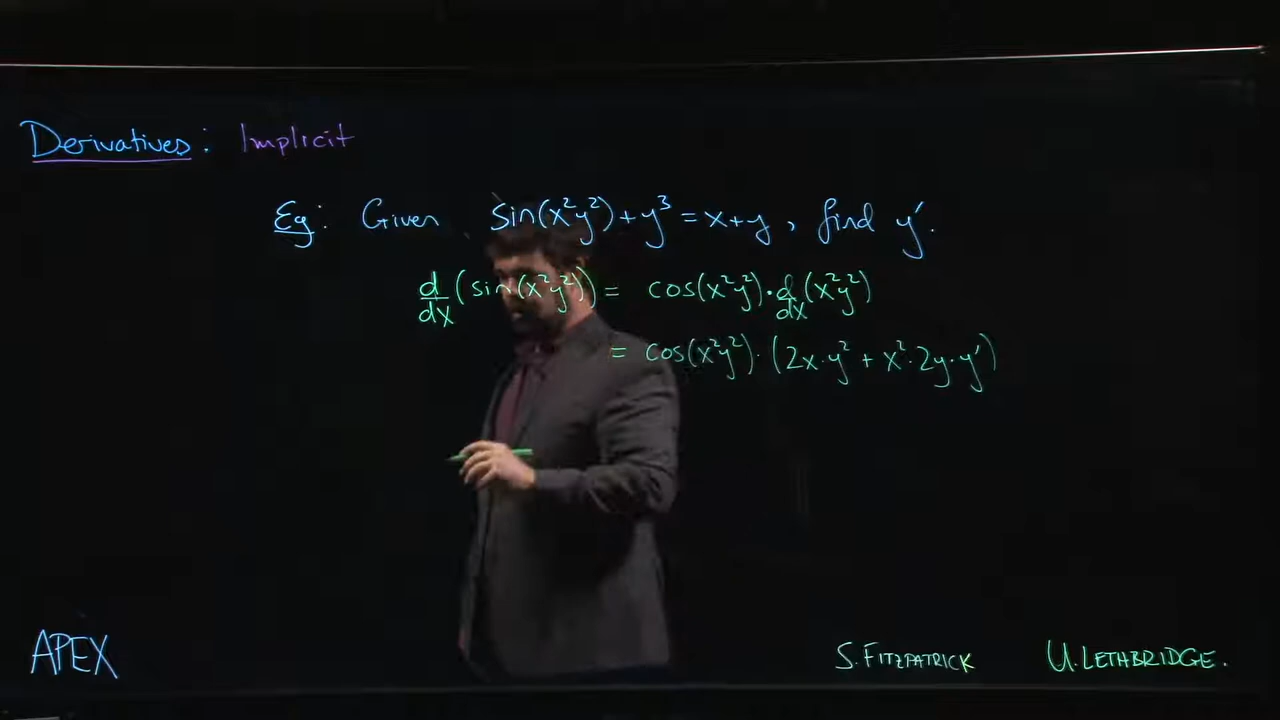 Derivatives: Implicit
Eg: Given sin(x²y²)+y³=x+y, find y'.
d/dx (sin(x²y²)) = cos(x²y²)·d/dx(x²y²)
= cos(x²y²)·(2x·y²+x²·2y·y')
APEX
S. FITZPATRICK U. LETHBRIDGE.